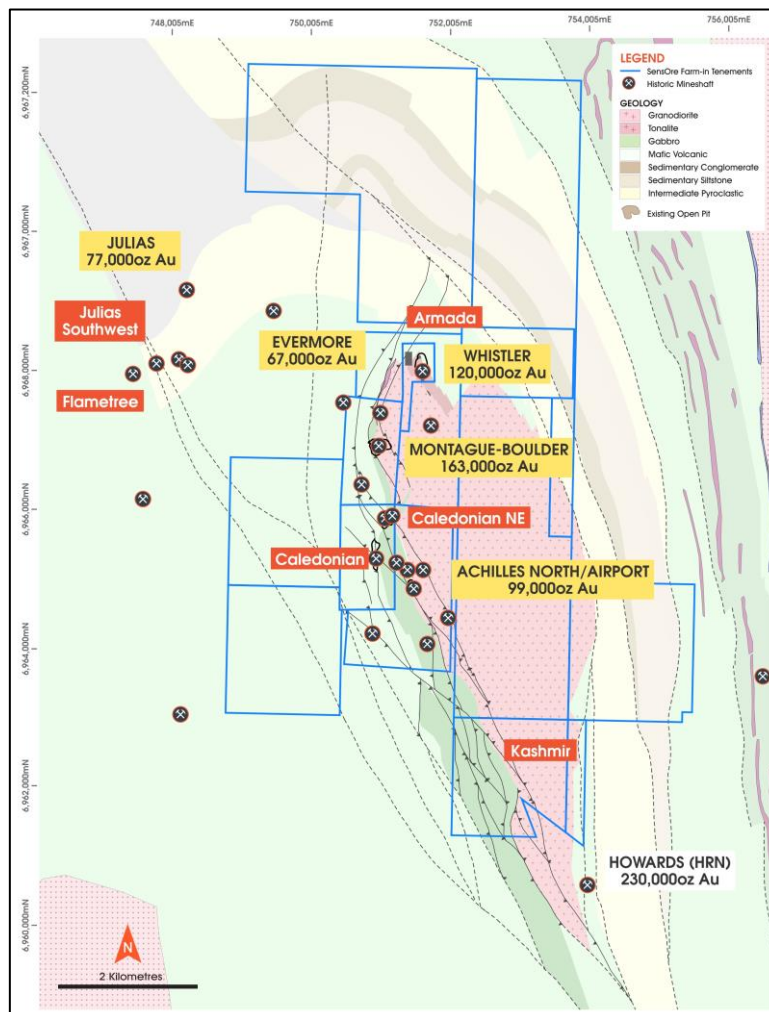 748,005mE
750,005mE
752,005mE
754,005mE
756,05mE
6,967,200mN
6,967,000mN
6,968,000mN
6,966,000mN
6,964,000mN
6,962,000mN
6,960,000mN
LEGEND
SensOre Farm-in Tenements
Historic Mineshaft
GEOLOGY
Granodiorite
Tonalite
Gabbro
Mafic Volcanic
Sedimentary Conglomerate
Sedimentary Siltstone
Intermediate Pyroclastic
Existing Open Pit
JULIAS
77,000oz Au
Julias
Southwest
Flametree
Armada
EVERMORE
67,000oz Au
WHISTLER
120,000oz Au
MONTAGUE-BOULDER
163,000oz Au
Caledonian NE
Caledonian
ACHILLES NORTH/AIRPORT
99,000oz Au
Kashmir
HOWARDS (HRN)
230,000oz Au
N
2 Kilometres